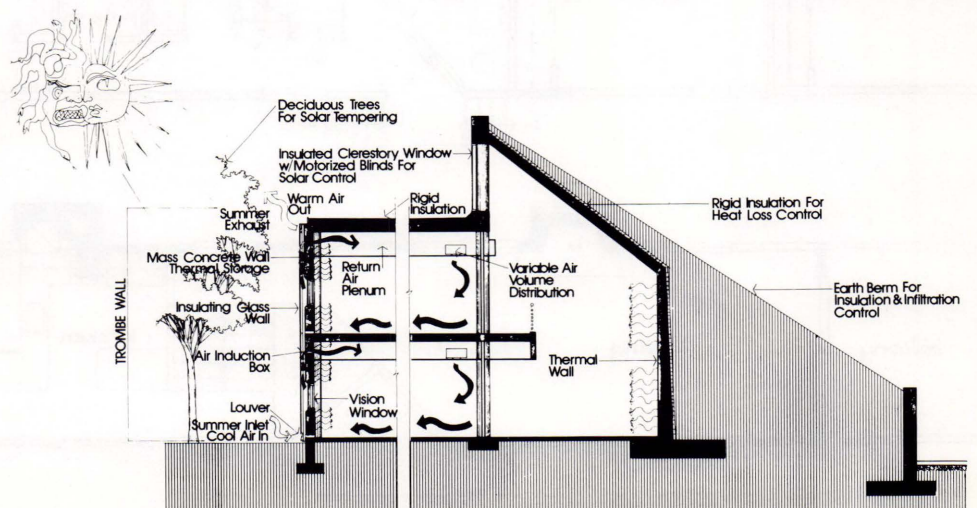 Deciduous Trees
For Solar Tempering
Insulated Clerestory Window
w/Motorized Blinds For
Solar Control
Warm Air
Out
Summer
Exhaust
Rigid
Insulation
Rigid Insulation For
Heat Loss Control
Mass Concrete Wall
Thermal Storage
Return
Air
Plenum
Variable Air
Volume
Distribution
Insulating Glass
Wall
Earth Berm For
Insulation & Infiltration
Control
TROMBE WALL
Air Induction
Box
Thermal
Wall
Louver
Vision
Window
Summer Inlet
Cool Air In